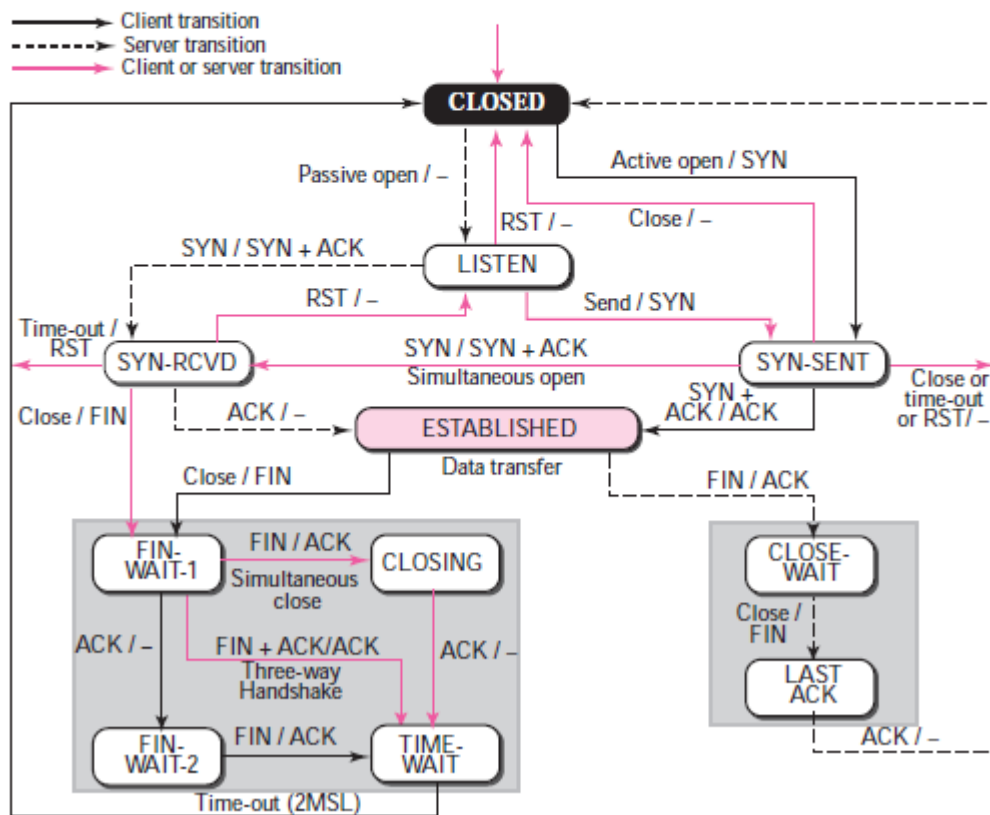 Client transition
Server transition
Client or server transition
CLOSED
Active open / SYN
Passive open / –
RST / –
Close / –
SYN / SYN + ACK
LISTEN
RST / –
Send / SYN
Time-out /
RST
SYN-RCVD
SYN / SYN + ACK
Simultaneous open
SYN-SENT
Close or
time-out
or RST/ –
Close / FIN
ACK / –
SYN +
ACK / ACK
ESTABLISHED
Data transfer
Close / FIN
FIN / ACK
FIN-
WAIT-1
FIN / ACK
Simultaneous
close
CLOSING
CLOSE-
WAIT
Close /
FIN
ACK / –
FIN + ACK/ACK
Three-way
Handshake
ACK / –
LAST
ACK
FIN-
WAIT-2
FIN / ACK
TIME-
WAIT
ACK / –
Time-out (2MSL)